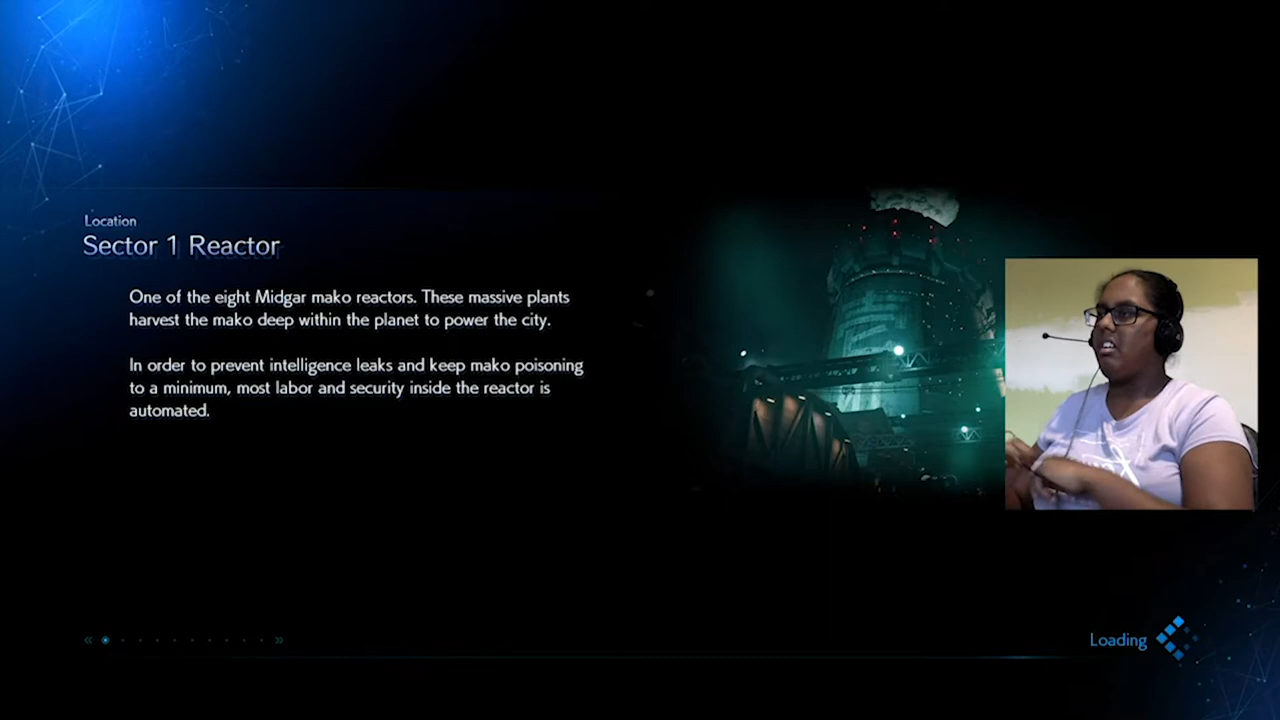 Location
Sector 1 Reactor
One of the eight Midgar mako reactors. These massive plants
harvest the mako deep within the planet to power the city.
In order to prevent intelligence leaks and keep mako poisoning
to a minimum, most labor and security inside the reactor is
automated.
Loading